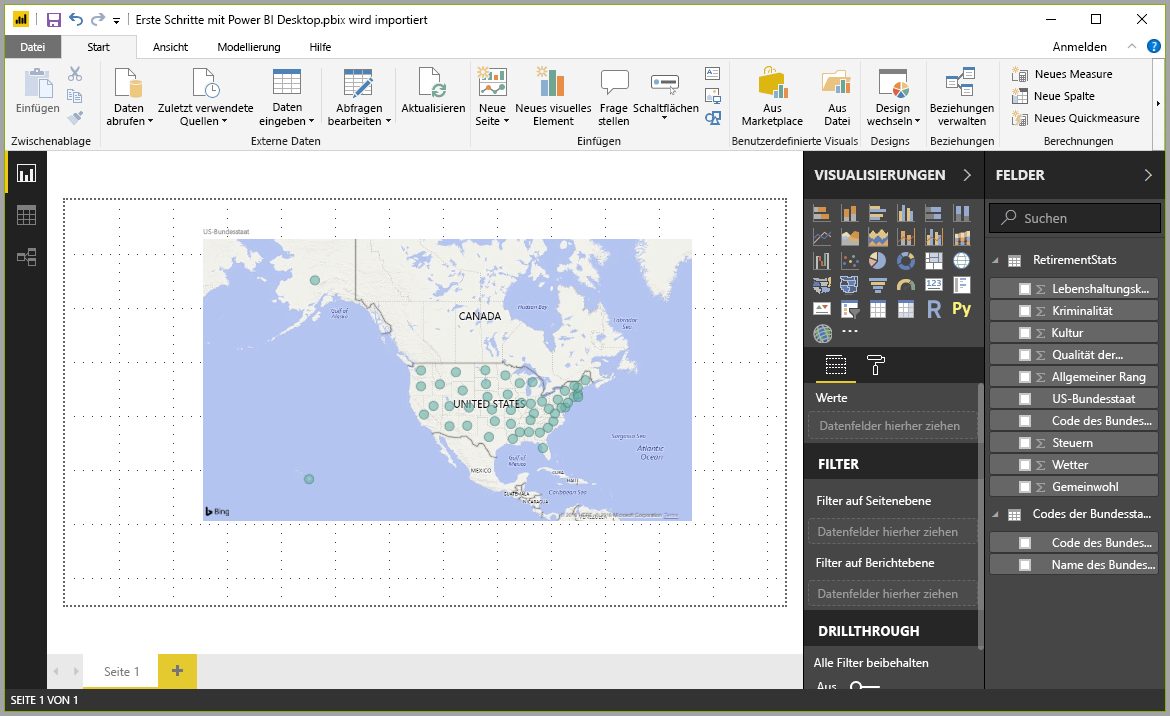 Erste Schritte mit Power BI Desktop.pbix wird importiert
Datei Start Ansicht Modellierung Hilfe Anmelden
Einfügen
Zwischenablage
Daten abrufen
Zuletzt verwendete Quellen
Daten eingeben
Abfragen bearbeiten
Aktualisieren
Externe Daten
Neue Seite
Neues visuelles Element
Frage stellen
Schaltflächen
Einfügen
Aus Marketplace
Aus Datei
Benutzerdefinierte Visuals
Design wechseln
Designs
Beziehungen verwalten
Beziehungen
Neues Measure
Neue Spalte
Neues Quickmeasure
Berechnungen
US-Bundesstaat
Gulf of Alaska
CANADA
Hudson Bay
Labrador Sea
UNITED STATES
Sargasso Sea
Atlantic Ocean
Gulf of Mexico
MEXICO
CUBA
HAITI
GUATEMALA
Caribbean Sea
NICARAGUA
Bing
VISUALISIERUNGEN
123
R
Py
Werte
Datenfelder hierher ziehen
FILTER
Filter auf Seitenebene
Datenfelder hierher ziehen
Filter auf Berichtebene
Datenfelder hierher ziehen
DRILLTHROUGH
Alle Filter beibehalten
Aus
FELDER
Suchen
RetirementStats
Lebenshaltungsk...
Kriminalität
Kultur
Qualität der...
Allgemeiner Rang
US-Bundesstaat
Code des Bundes...
Steuern
Wetter
Gemeinwohl
Codes der Bundessta...
Code des Bundes...
Name des Bundes...
Seite 1
SEITE 1 VON 1